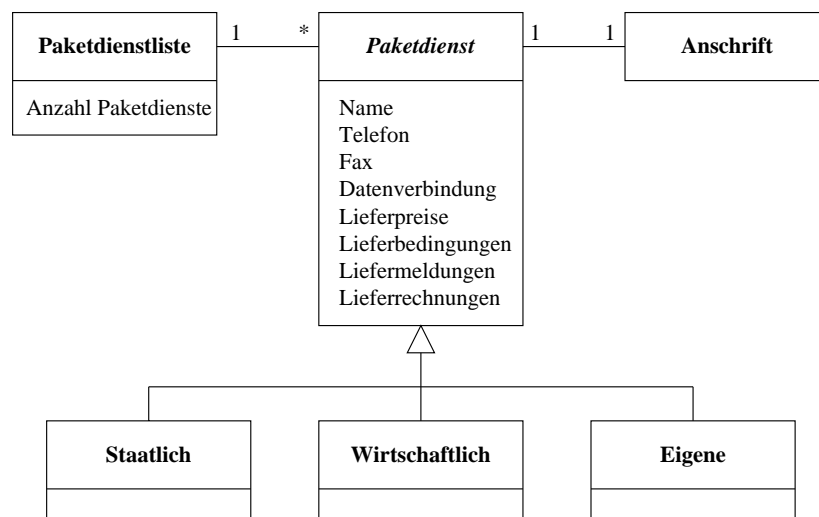 Paketdienstliste
1
*
Paketdienst
1
1
Anschrift
Anzahl Paketdienste
Name
Telefon
Fax
Datenverbindung
Lieferpreise
Lieferbedingungen
Liefermeldungen
Lieferrechnungen
Staatlich
Wirtschaftlich
Eigene